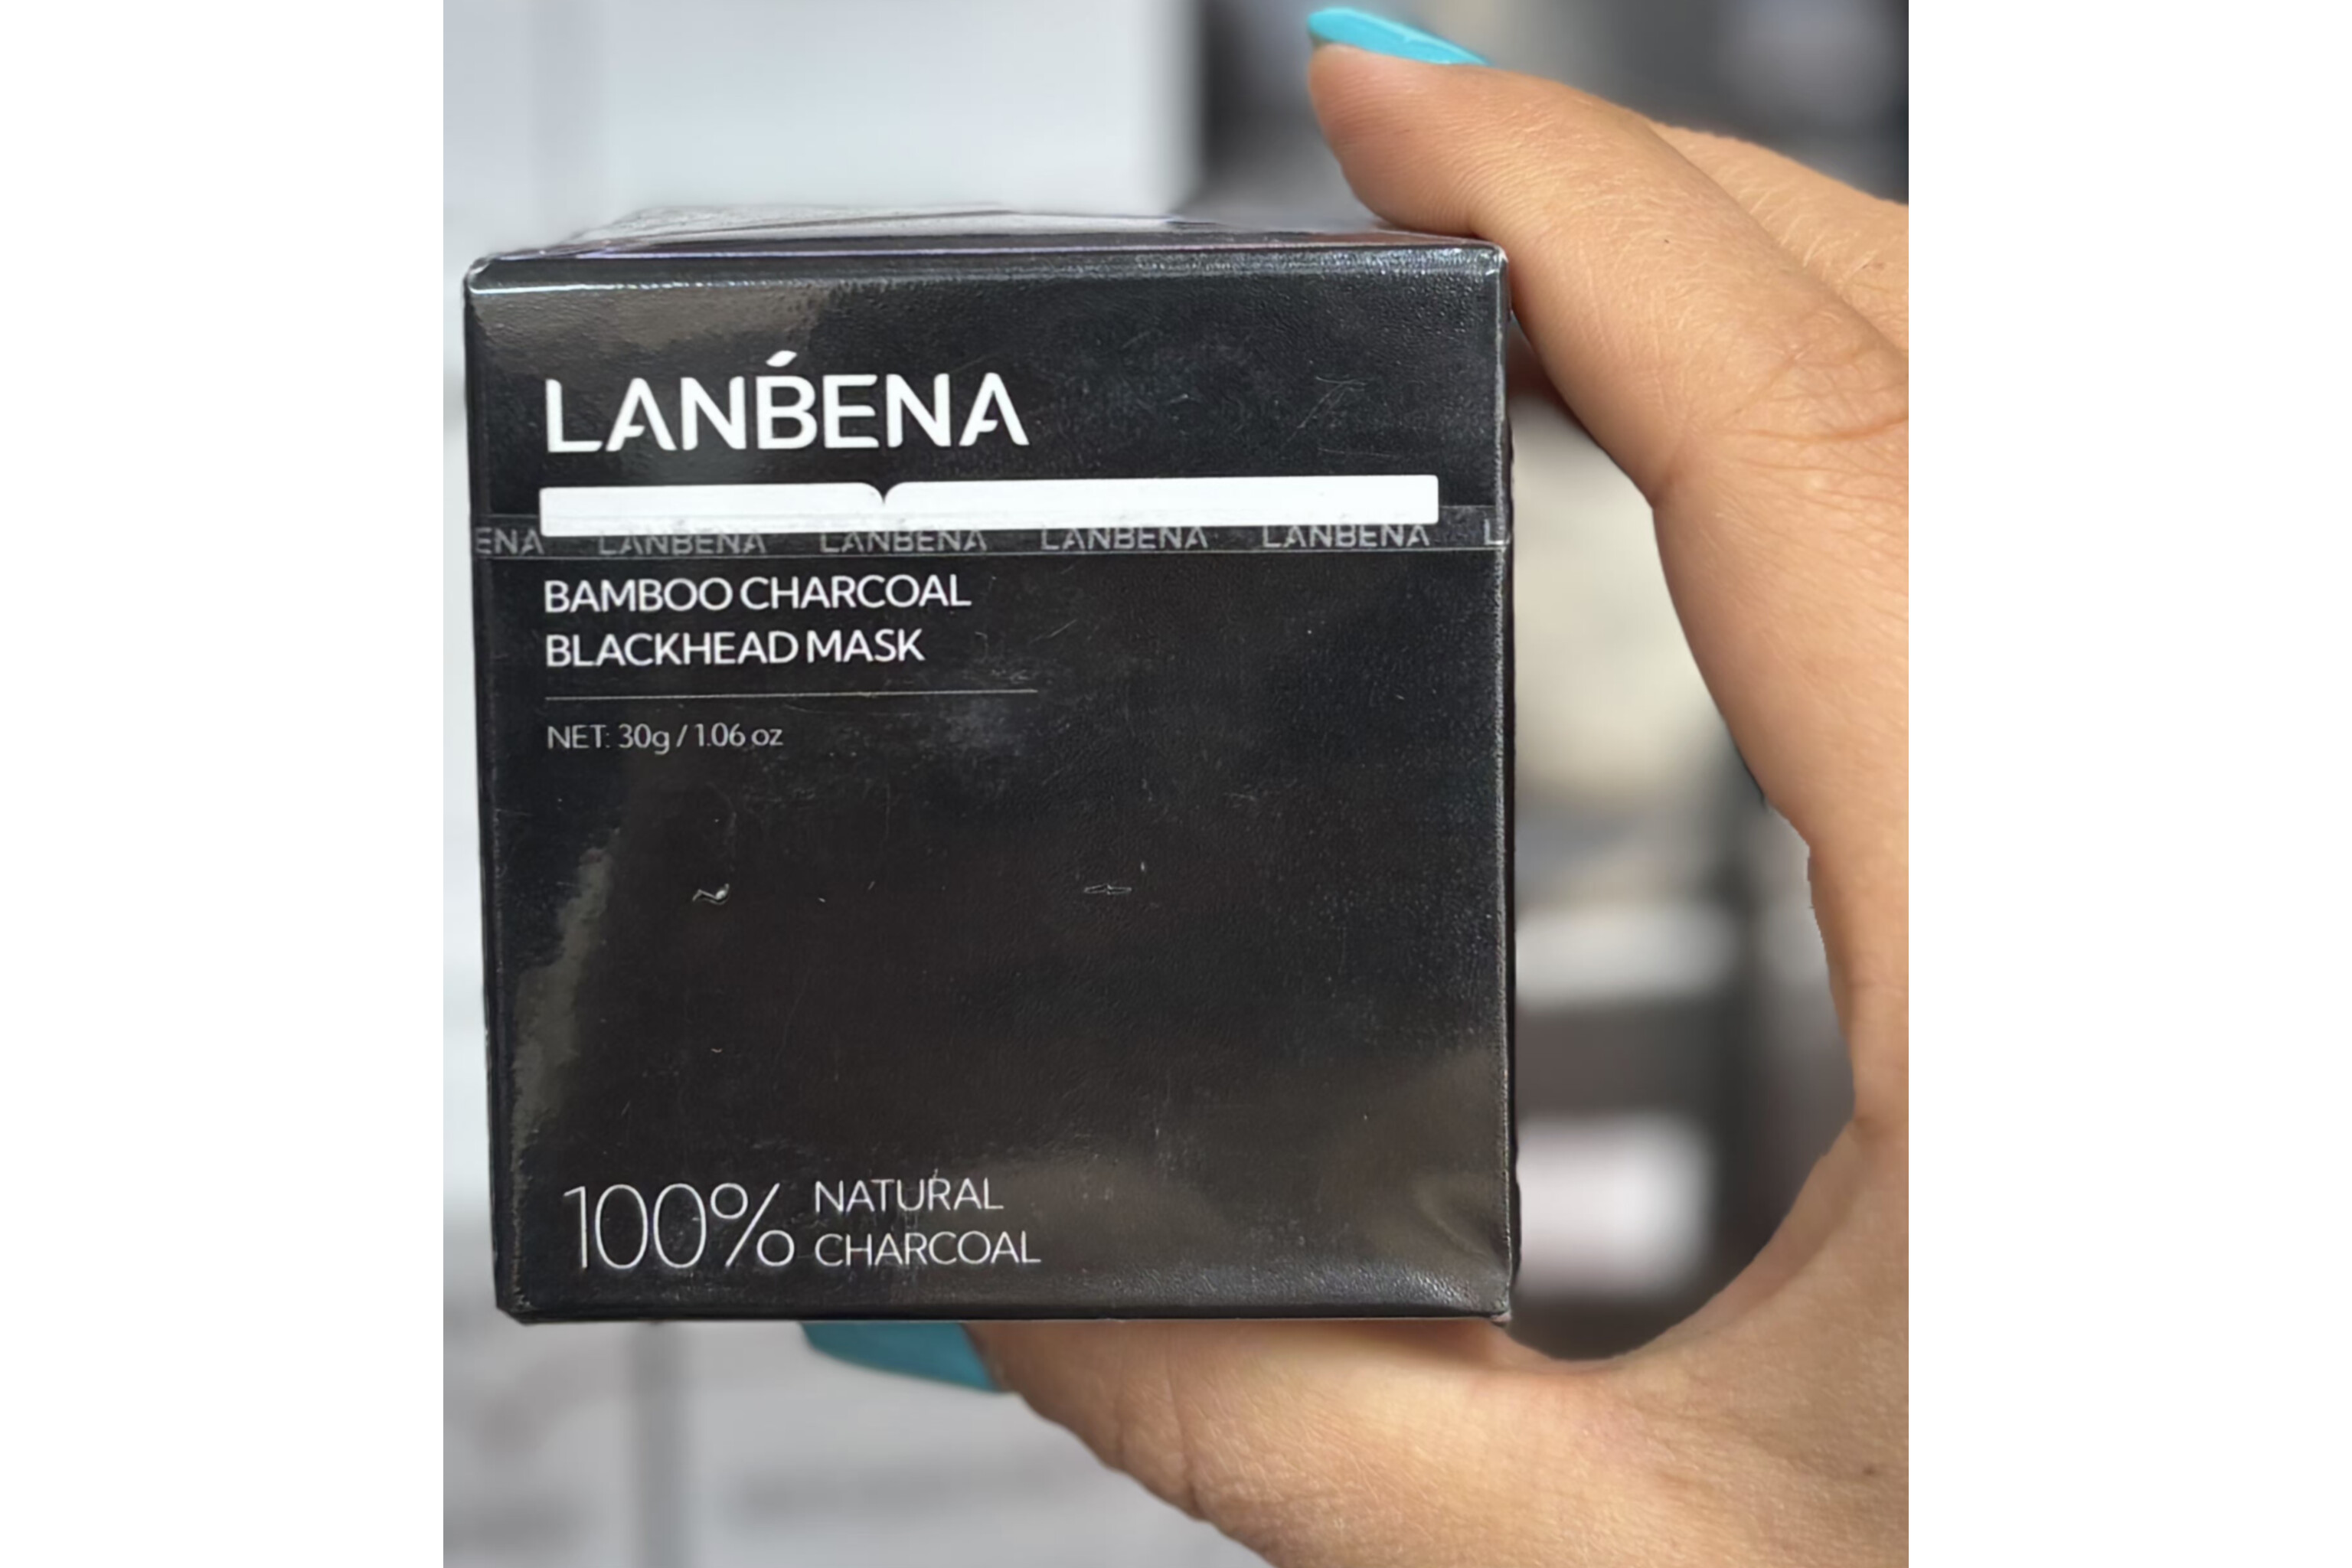 LANBENA
ENA LANBENA LANBENA LANBENA LANBENA L
BAMBOO CHARCOAL
BLACKHEAD MASK
NET: 30g / 1.06 oz
100% NATURAL
CHARCOAL